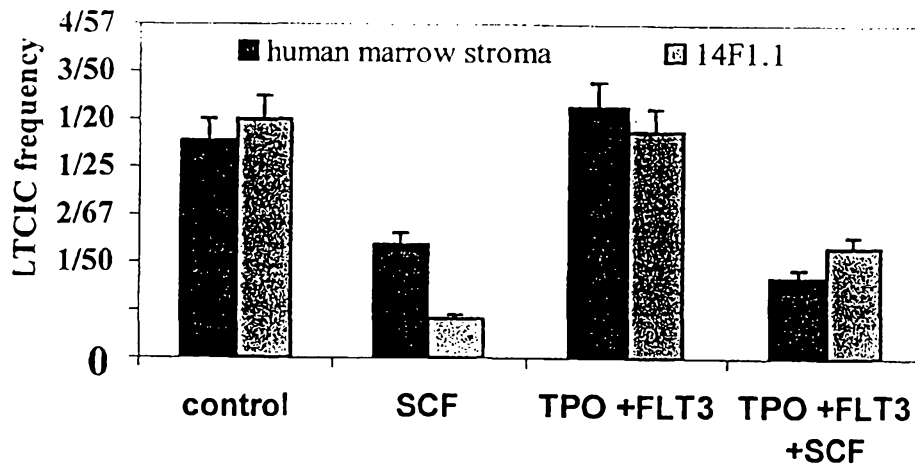 4/57
3/50
1/20
1/25
2/67
1/50
0
LTCIC frequency
human marrow stroma
14F1.1
control
SCF
TPO +FLT3
TPO +FLT3
+SCF